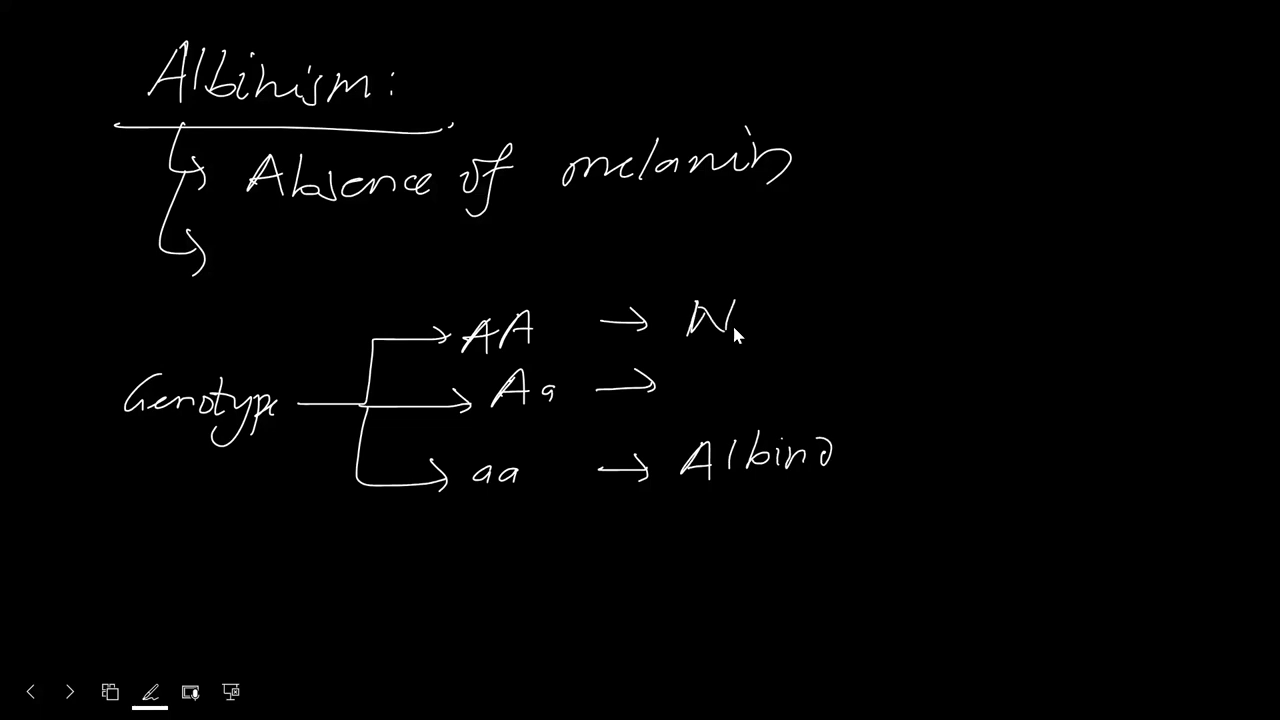 Albinism:
Absence of melanin
AA → N
Genotype Aa →
aa → Albino